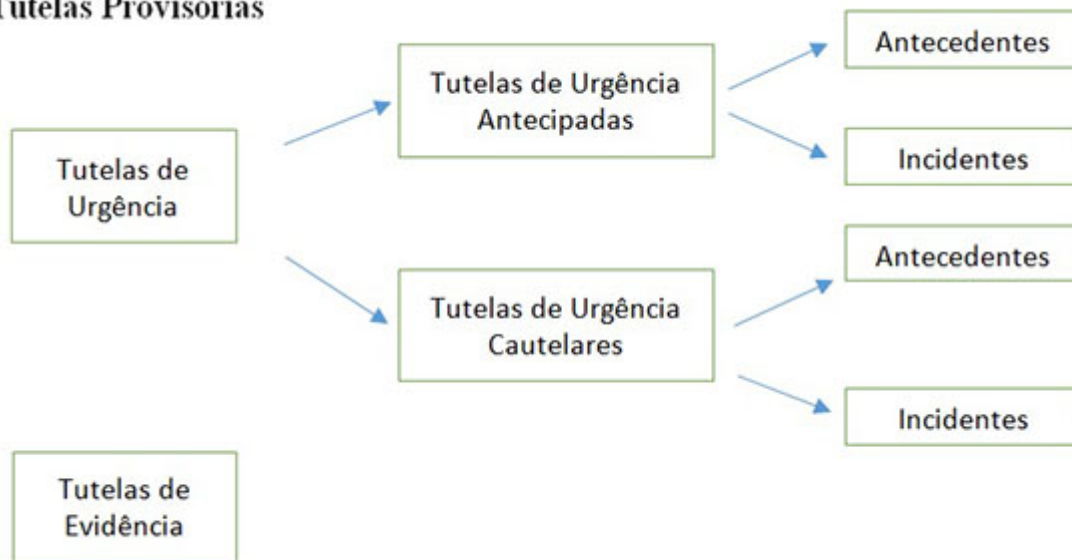 Tutelas Provisórias
Tutelas de
Urgência
Tutelas de Urgência
Antecipadas
Antecedentes
Incidentes
Tutelas de Urgência
Cautelares
Antecedentes
Incidentes
Tutelas de
Evidência